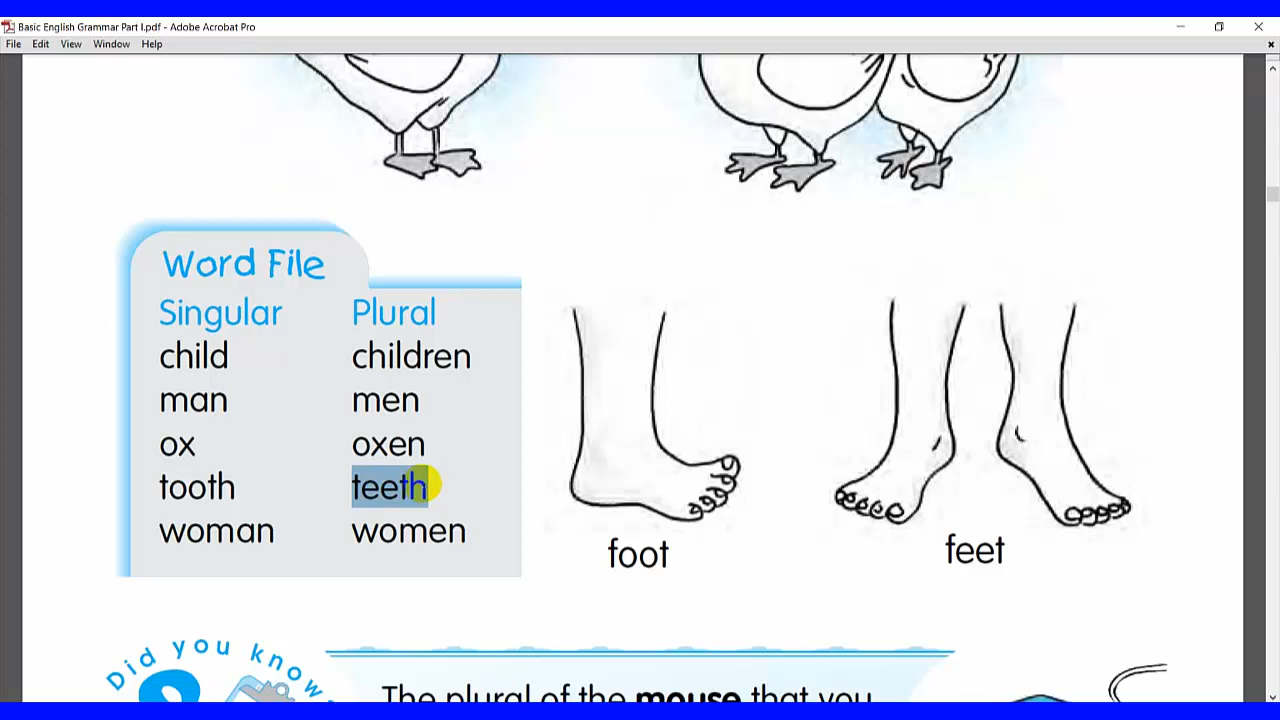 Basic English Grammar Part I.pdf - Adobe Acrobat Pro
File Edit View Window Help
Word File
Singular Plural
child children
man men
ox oxen
tooth teeth
woman women
foot
feet
Did you know
The plural of the mouse that you